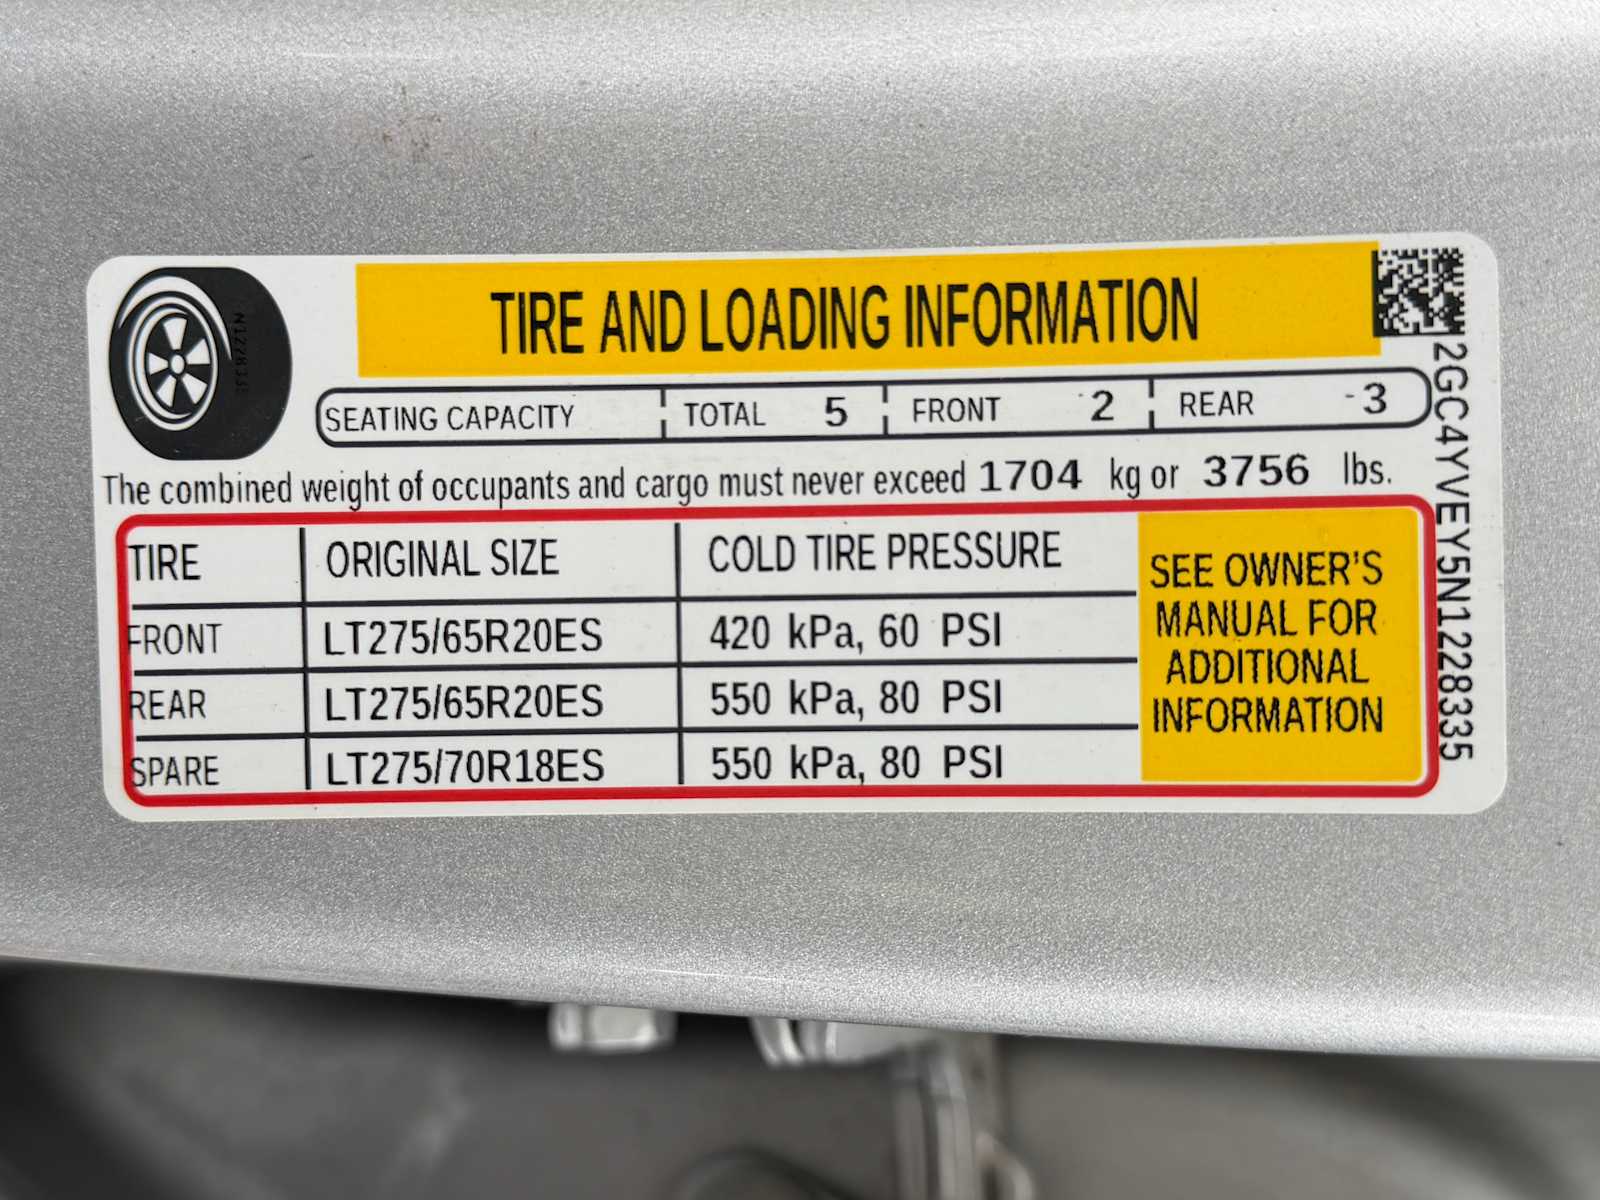 TIRE AND LOADING INFORMATION
SEATING CAPACITY TOTAL 5 FRONT 2 REAR 3
The combined weight of occupants and cargo must never exceed 1704 kg or 3756 lbs.
TIRE ORIGINAL SIZE COLD TIRE PRESSURE
FRONT LT275/65R20ES 420 kPa, 60 PSI
REAR LT275/65R20ES 550 kPa, 80 PSI
SPARE LT275/70R18ES 550 kPa, 80 PSI
SEE OWNER'S
MANUAL FOR
ADDITIONAL
INFORMATION
2GC4YVEY5N1228335